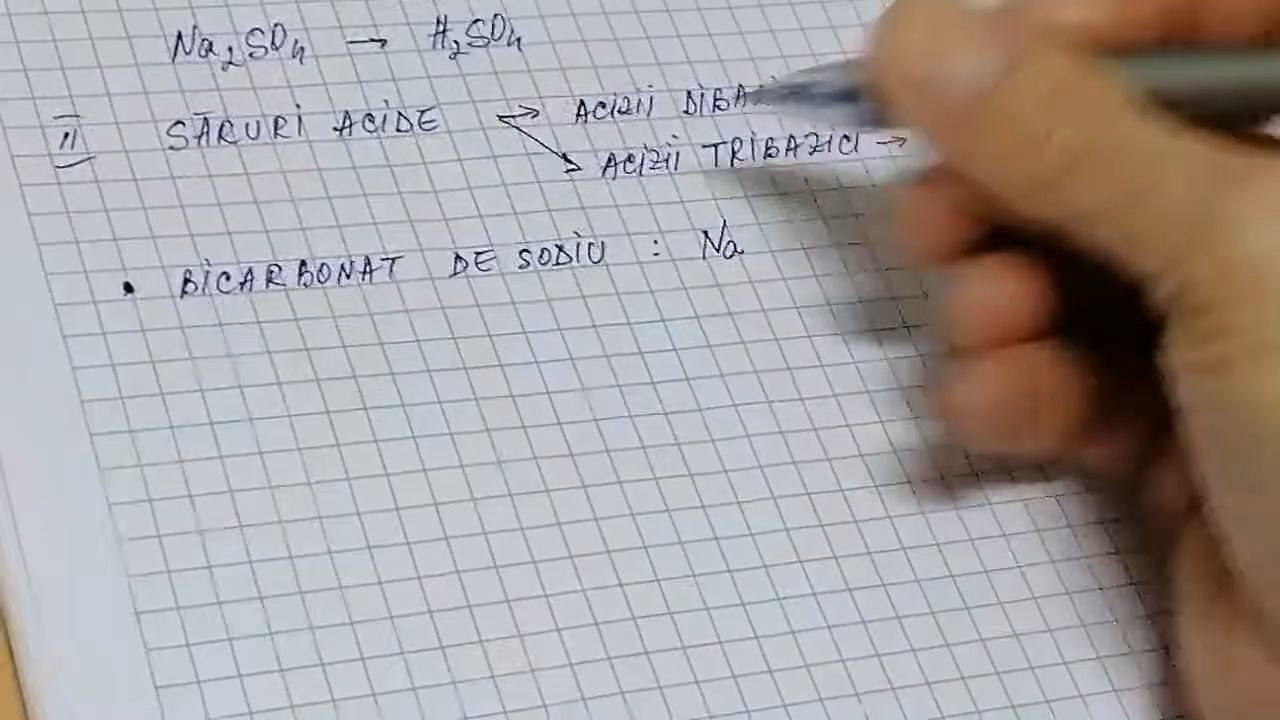 Na₂SO₄ → H₂SO₄
II SĂRURI ACIDE → ACIZII
→ ACIZII TRIBAZICI →
• BICARBONAT DE SODIU : Na